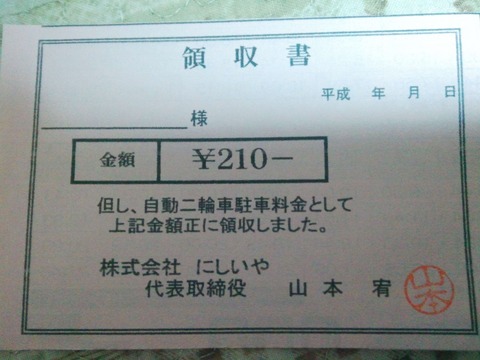 領収書
平成　年　月　日
様
金額　￥210－
但し、自動二輪車駐車料金として
上記金額正に領収しました。
株式会社　にしいや
代表取締役　山本　宥
山本